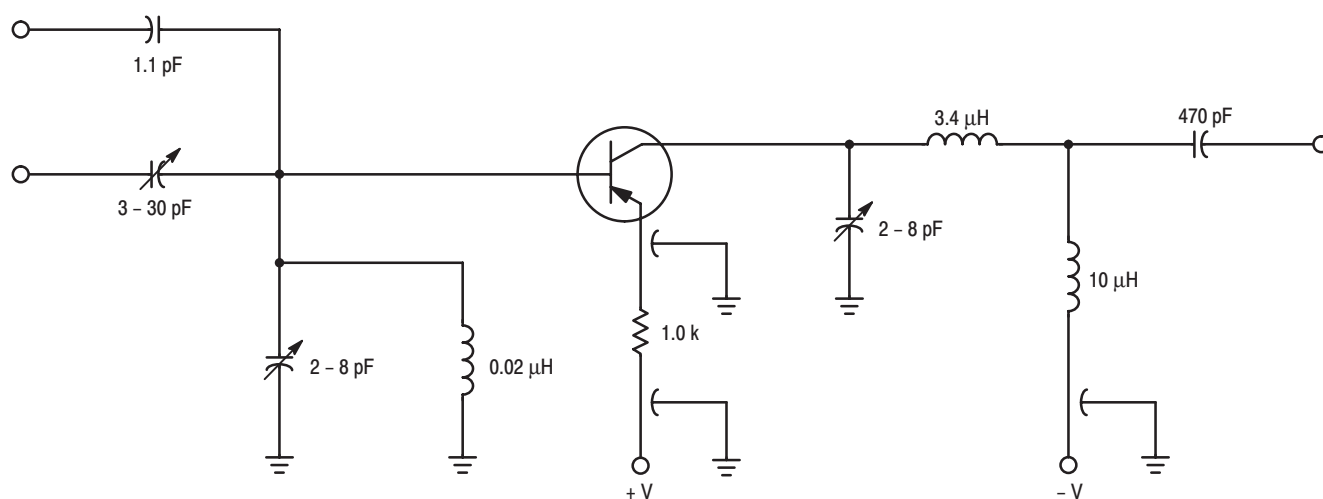 1.1 pF
3 – 30 pF
3.4 μH
470 pF
2 – 8 pF
10 μH
1.0 k
2 – 8 pF
0.02 μH
+ V
– V